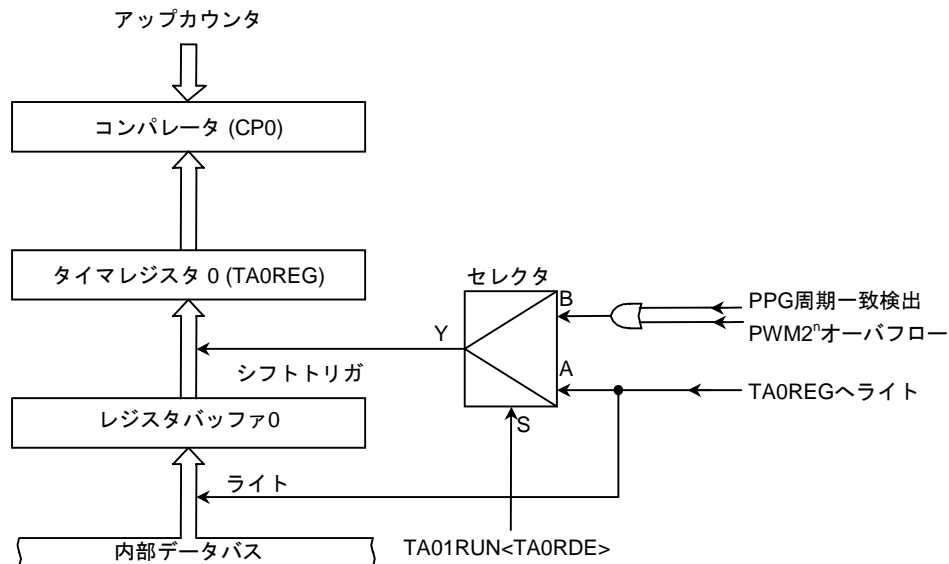 アップカウンタ
コンパレータ (CP0)
タイマレジスタ 0 (TA0REG)
セレクタ
B
PPG周期一致検出
PWM2ⁿオーバフロー
Y
シフトトリガ
A
TA0REGへライト
レジスタバッファ0
S
ライト
内部データバス
TA01RUN<TA0RDE>